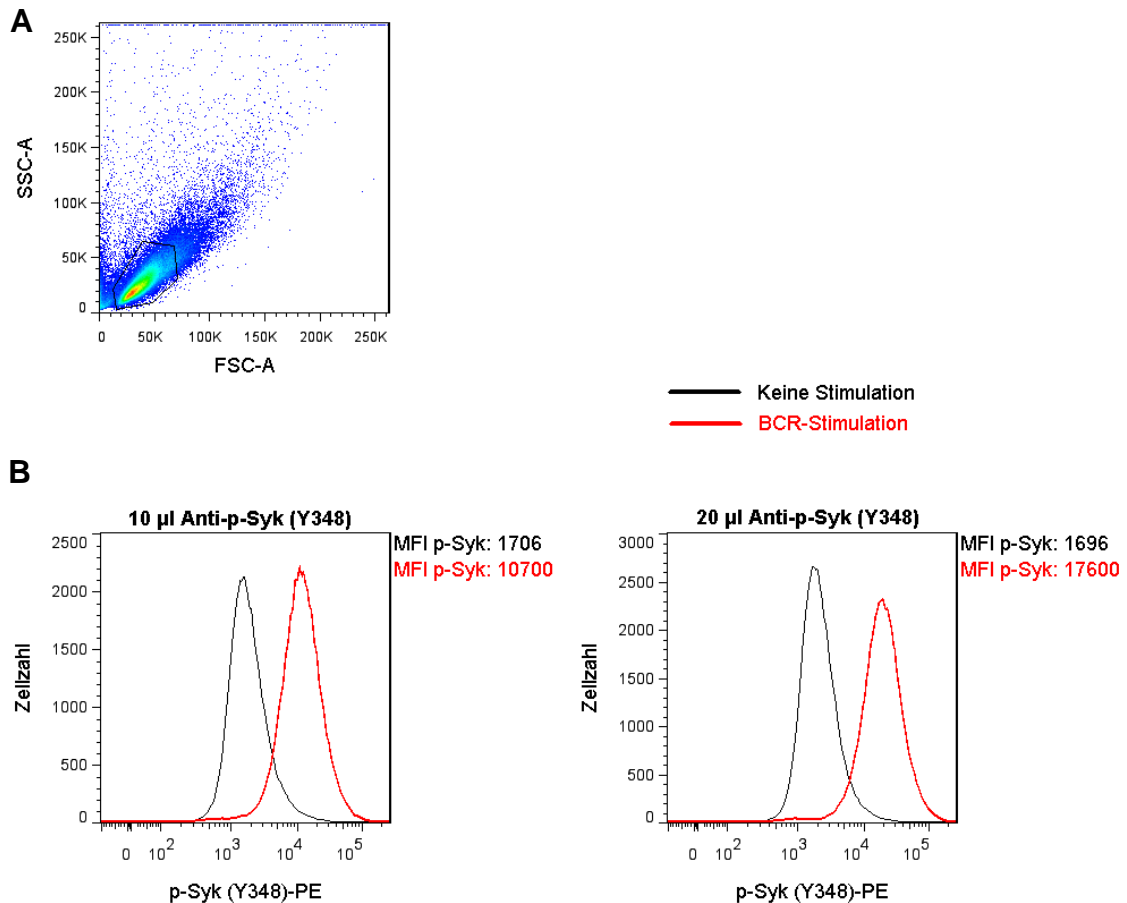 A
250K
200K
150K
100K
50K
0
SSC-A
0 50K 100K 150K 200K 250K
FSC-A
Keine Stimulation
BCR-Stimulation
B
10 µl Anti-p-Syk (Y348)
MFI p-Syk: 1706
MFI p-Syk: 10700
2500
2000
1500
1000
500
0
Zellzahl
0 10² 10³ 10⁴ 10⁵
p-Syk (Y348)-PE
20 µl Anti-p-Syk (Y348)
MFI p-Syk: 1696
MFI p-Syk: 17600
3000
2500
2000
1500
1000
500
0
Zellzahl
0 10² 10³ 10⁴ 10⁵
p-Syk (Y348)-PE